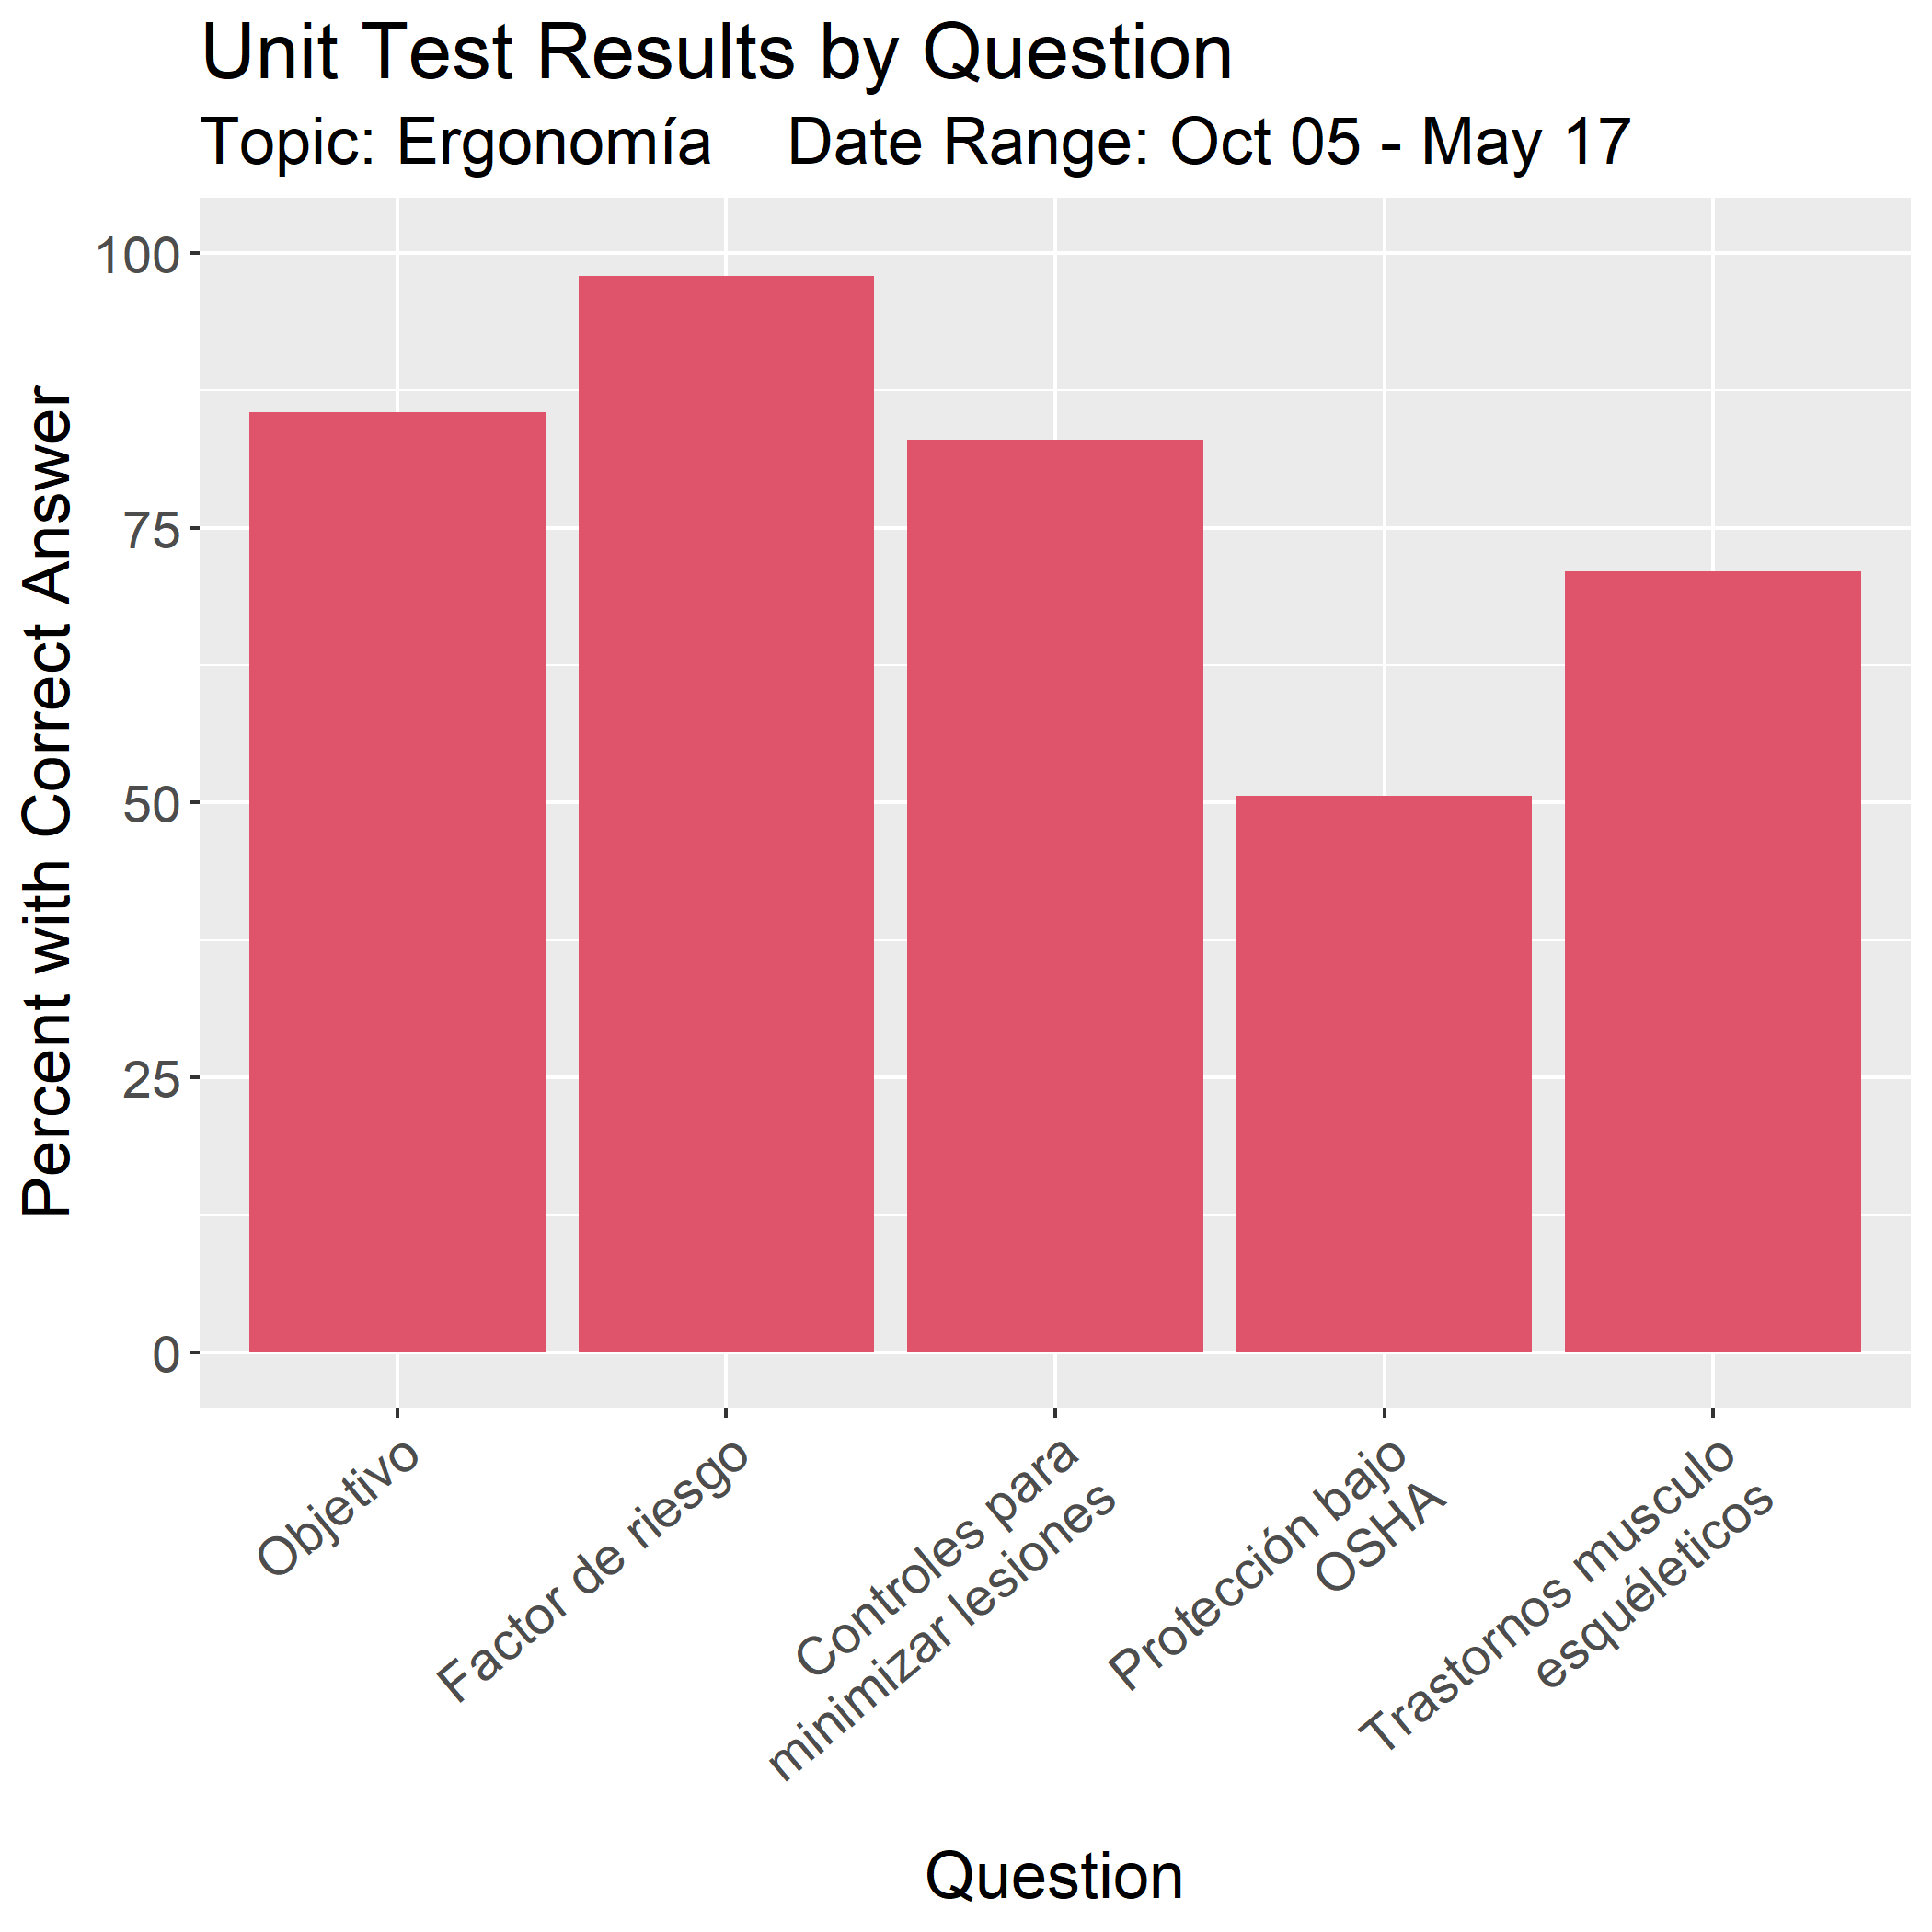 Unit Test Results by Question
Topic: Ergonomía Date Range: Oct 05 - May 17
Percent with Correct Answer
100
75
50
25
0
Objetivo
Factor de riesgo
Controles para
minimizar lesiones
Protección bajo
OSHA
Trastornos musculo
esquéleticos
Question